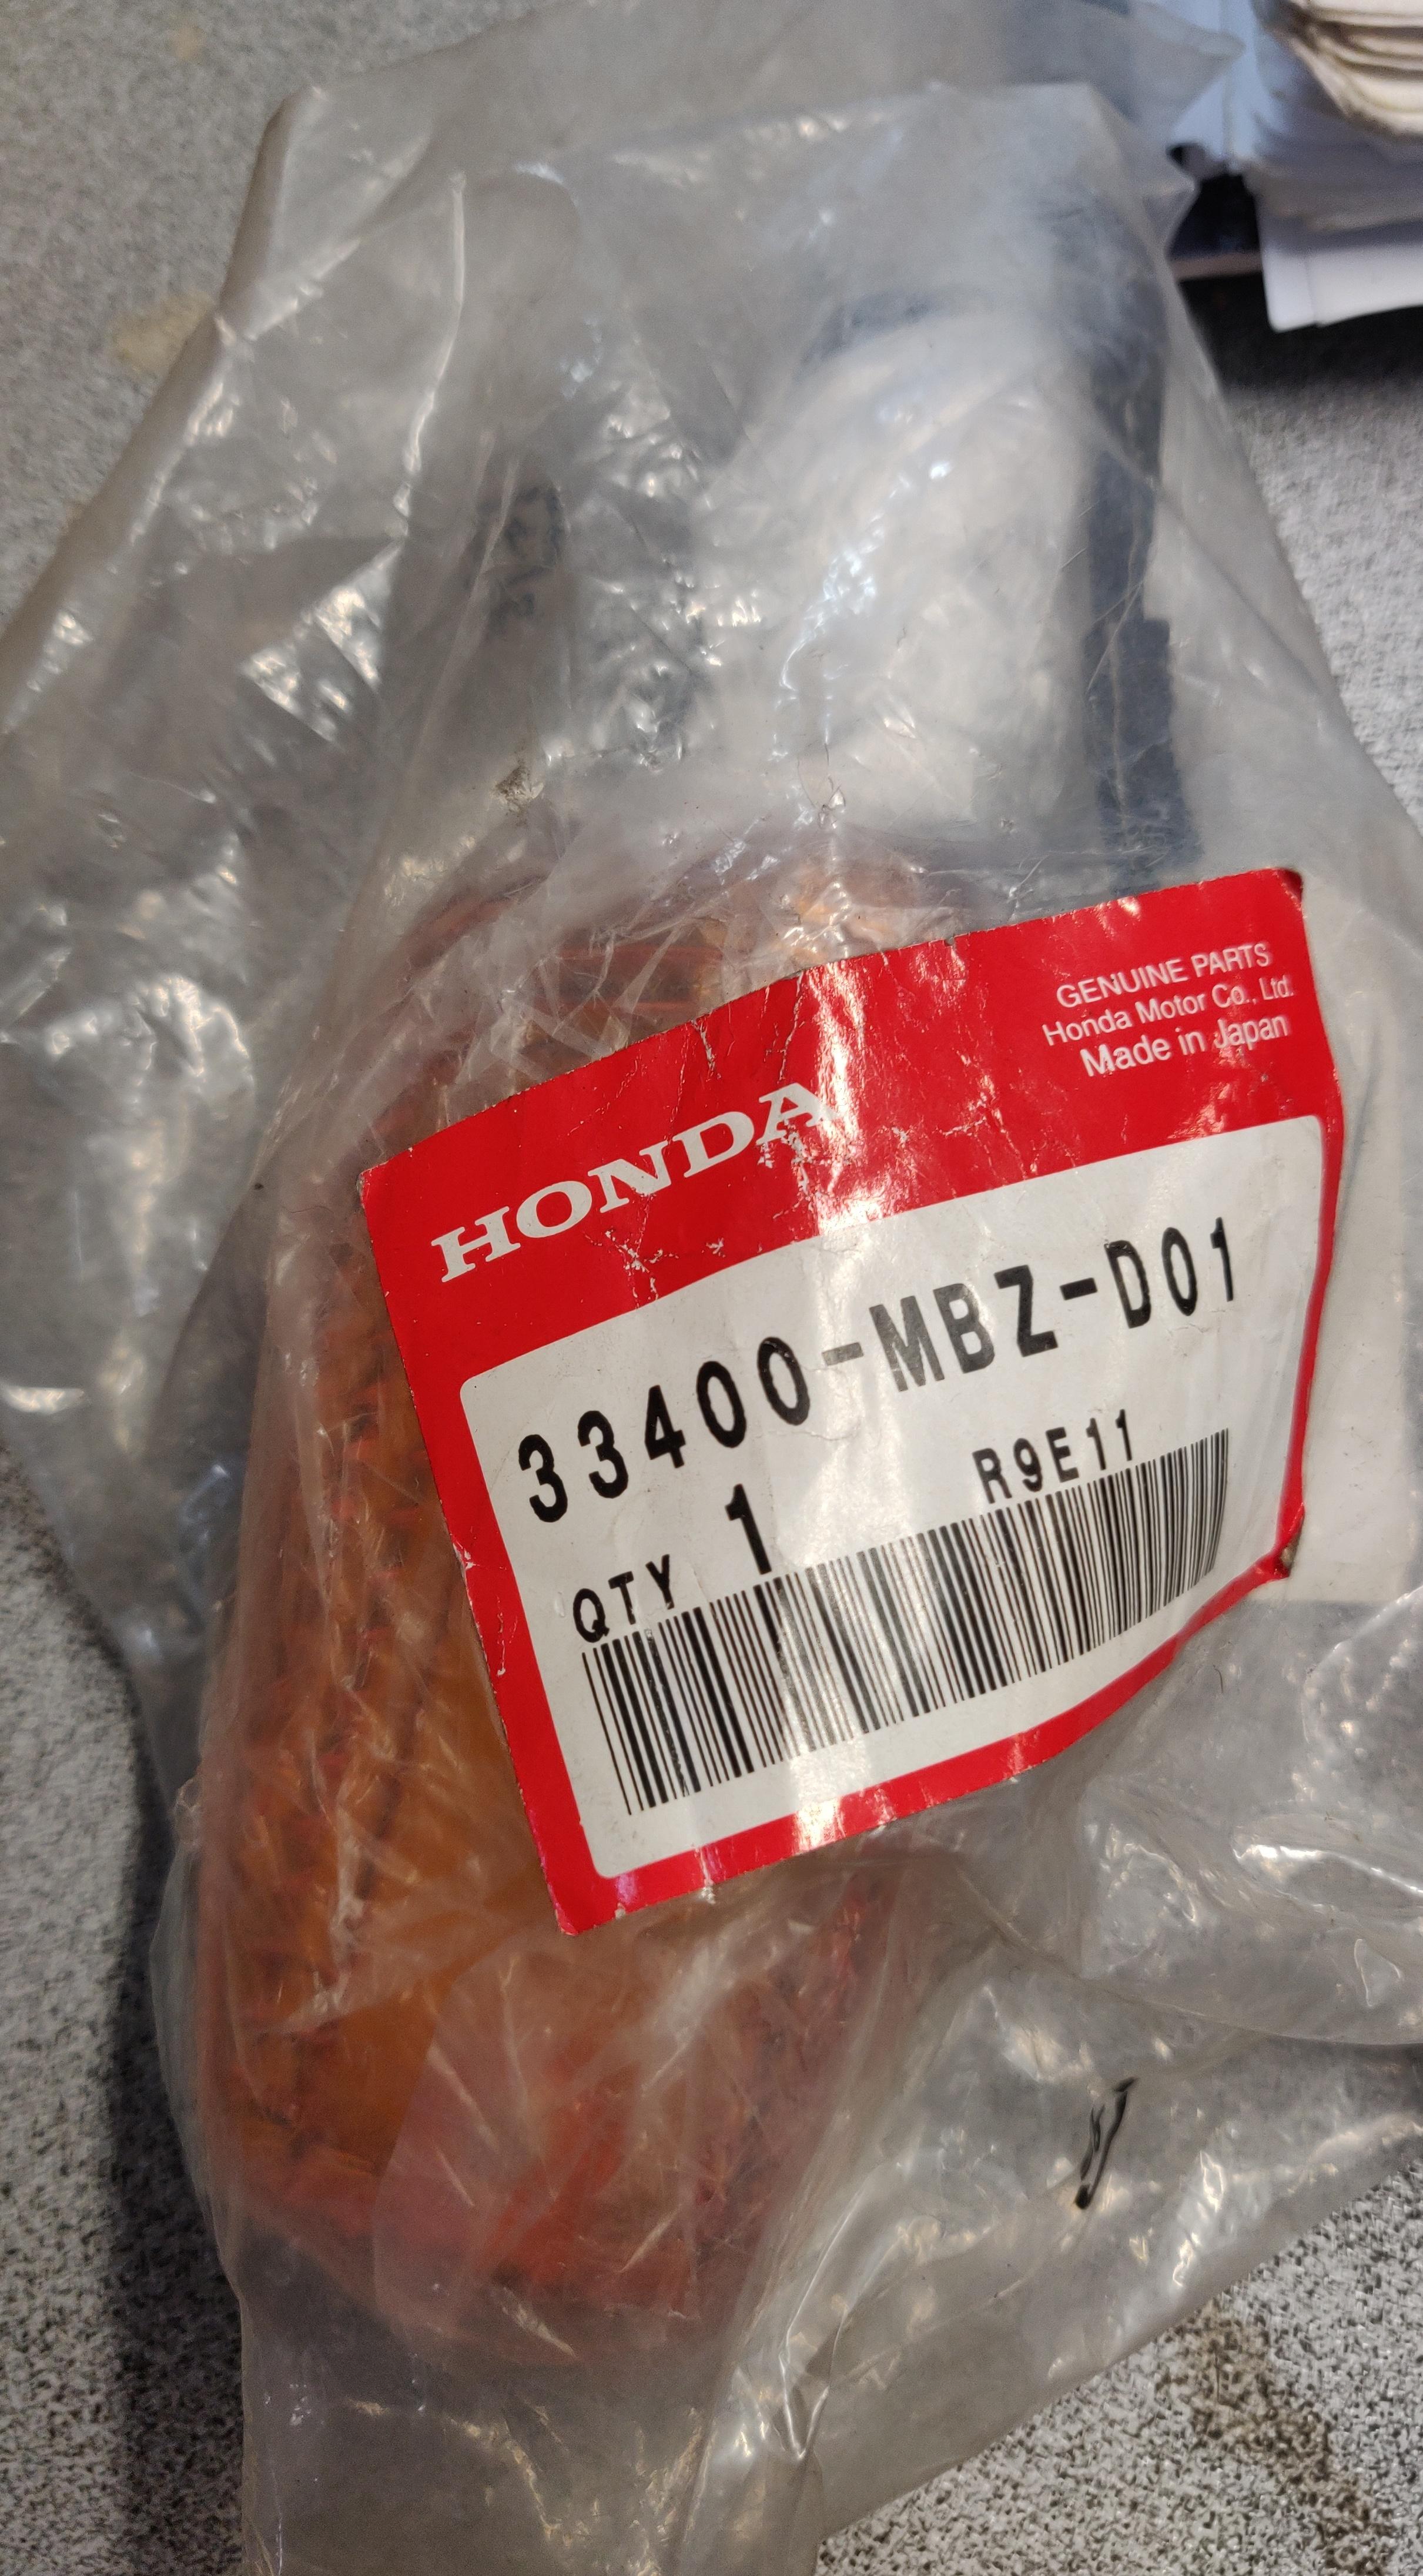 GENUINE PARTS
Honda Motor Co., Ltd.
Made in Japan
HONDA
33400-MBZ-D01
QTY 1 R9E11